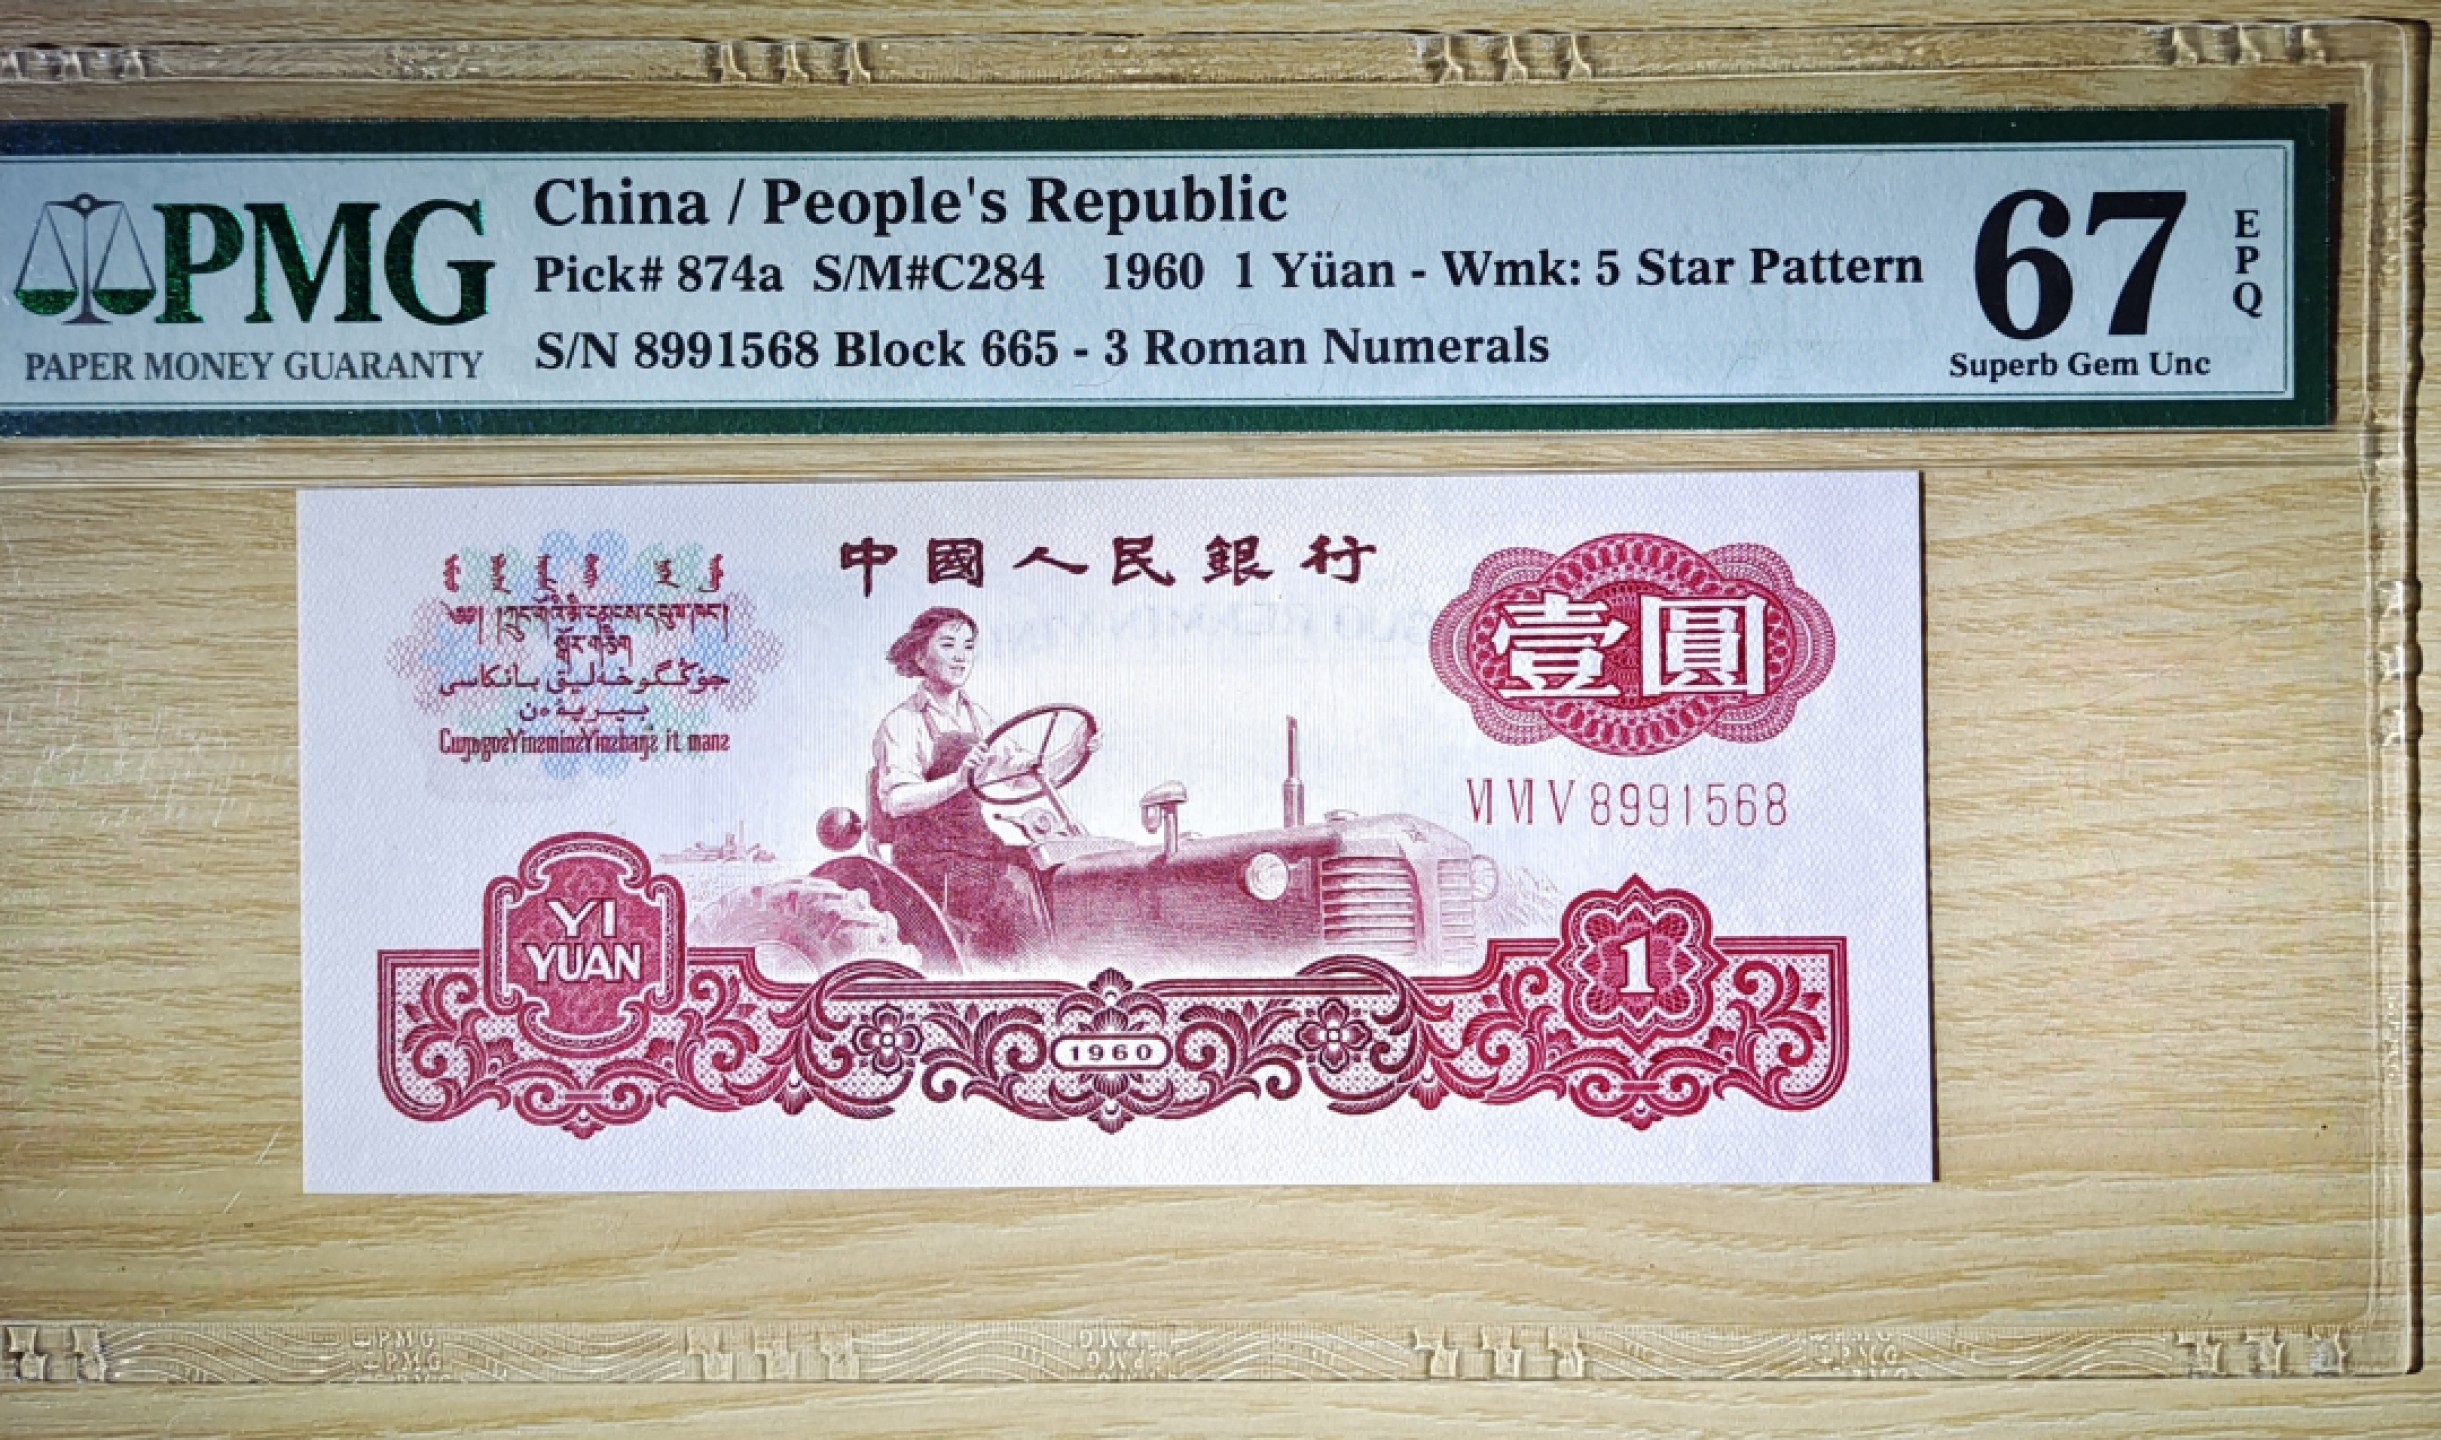 PMG
PAPER MONEY GUARANTY
China / People's Republic
Pick# 874a S/M#C284 1960 1 Yüan - Wmk: 5 Star Pattern
S/N 8991568 Block 665 - 3 Roman Numerals
67
EPQ
Superb Gem Unc
中國人民銀行
壹圓
VI VI V 8991568
YI
YUAN
1960
1
PMG
PMG